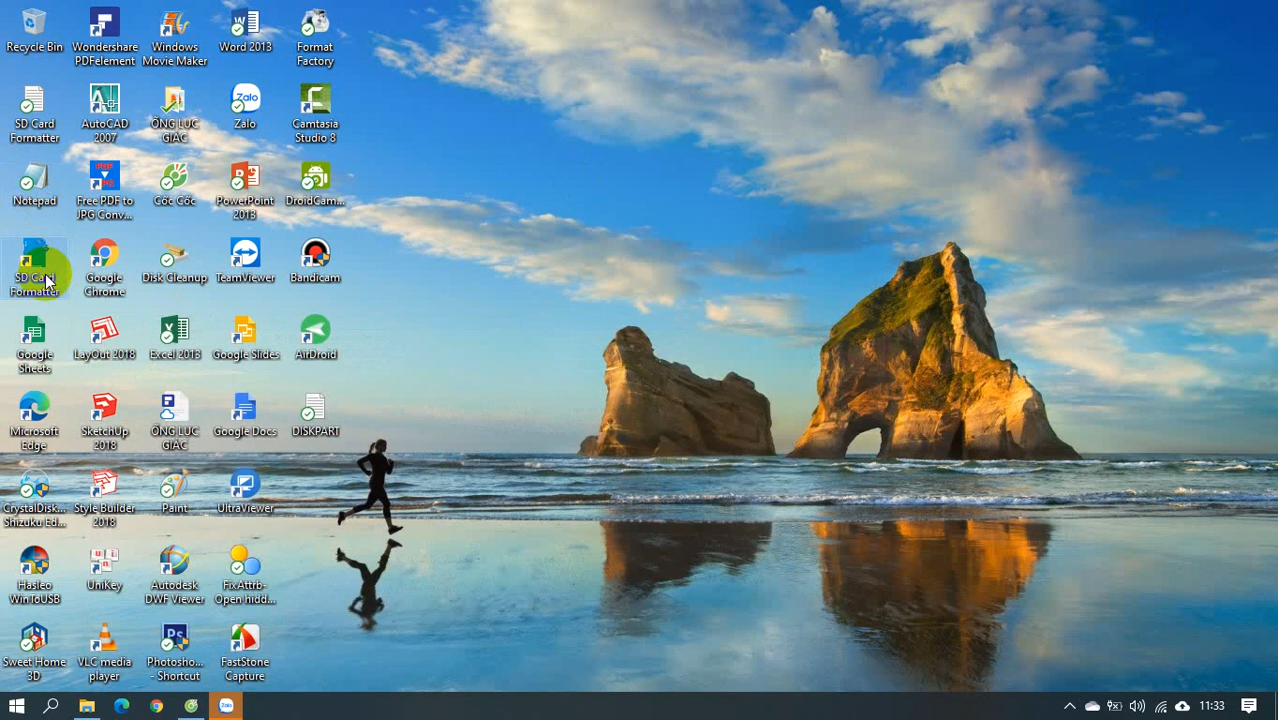 Recycle Bin
Wondershare
PDFelement
Windows
Movie Maker
Word 2013
Format
Factory
SD Card
Formatter
AutoCAD
2007
ỐNG LỤC
GIÁC
Zalo
Camtasia
Studio 8
Notepad
Free PDF to
JPG Conv...
Cốc Cốc
PowerPoint
2013
DroidCam...
SD Card
Formatter
Google
Chrome
Disk Cleanup
TeamViewer
Bandicam
Google
Sheets
LayOut 2018
Excel 2013
Google Slides
AirDroid
Microsoft
Edge
SketchUp
2018
ỐNG LỤC
GIÁC
Google Docs
DISKPART
CrystalDisk...
Shizuku Ed...
Style Builder
2018
Paint
UltraViewer
Hasleo
WinToUSB
UniKey
Autodesk
DWF Viewer
FixAttrb-
Open hidd...
Sweet Home
3D
VLC media
player
Photosho...
- Shortcut
FastStone
Capture
11:33